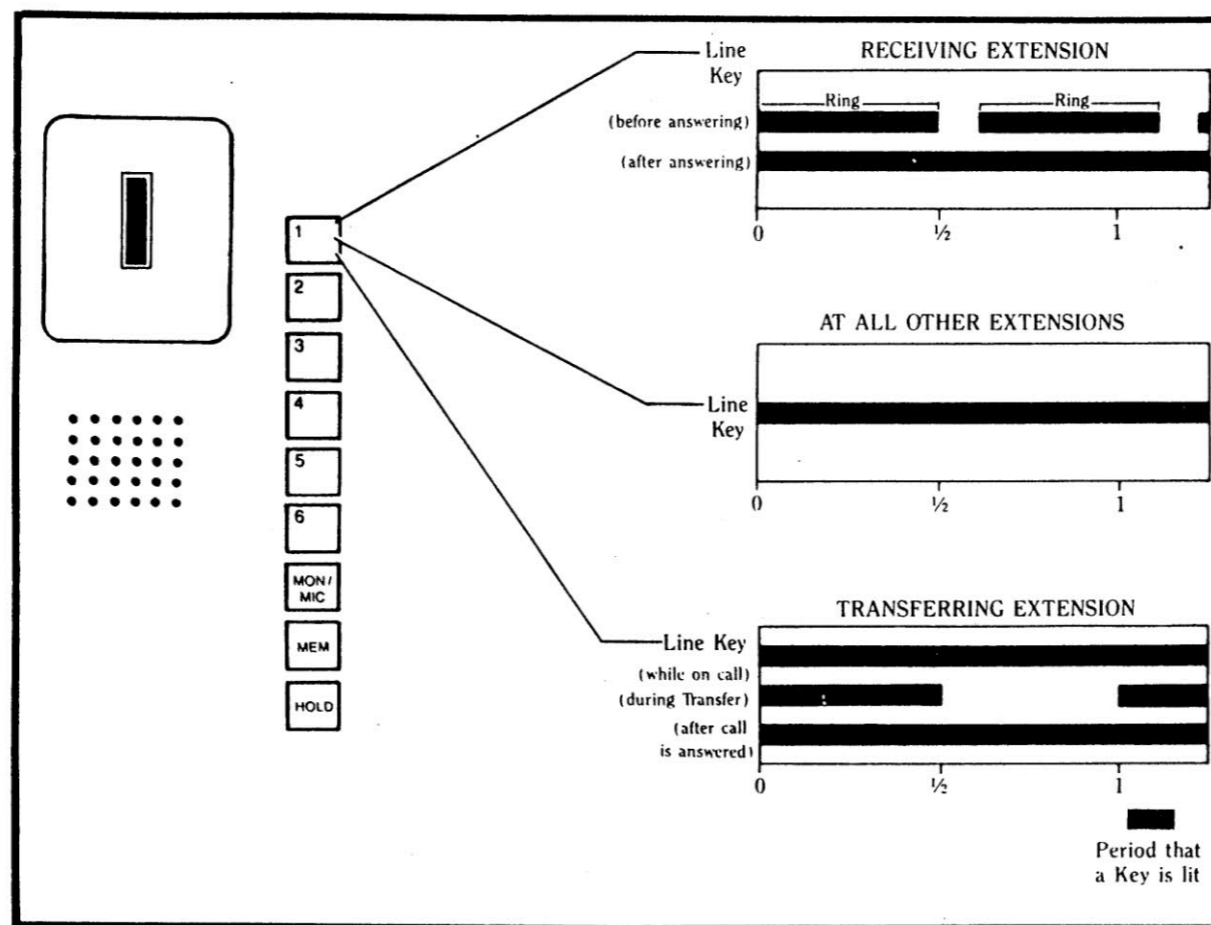 1
2
3
4
5
6
MON/
MIC
MEM
HOLD
RECEIVING EXTENSION
Line
Key
Ring Ring
(before answering)
(after answering)
0 ½ 1
AT ALL OTHER EXTENSIONS
Line
Key
0 ½ 1
TRANSFERRING EXTENSION
Line Key
(while on call)
(during Transfer)
(after call
is answered)
0 ½ 1
Period that
a Key is lit